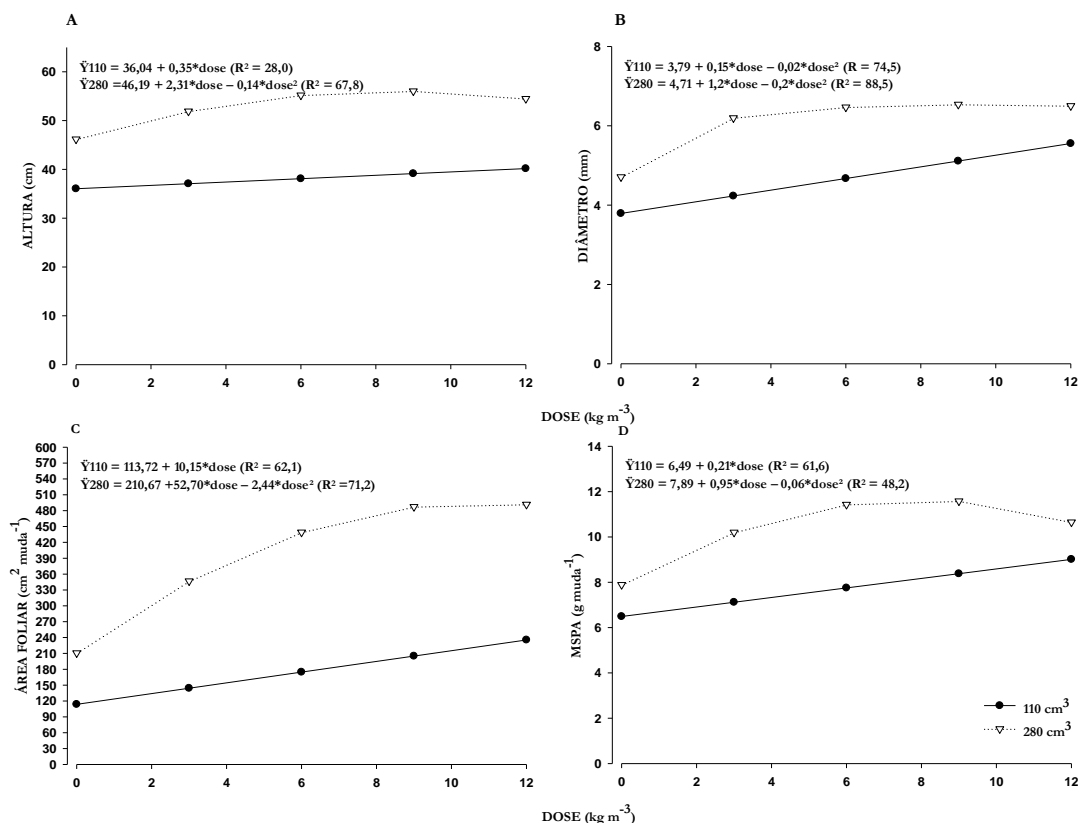 A
Ÿ110 = 36,04 + 0,35*dose (R² = 28,0)
Ÿ280 =46,19 + 2,31*dose – 0,14*dose² (R² = 67,8)
ALTURA (cm)
60
50
40
30
20
10
0
0 2 4 6 8 10 12
B
Ÿ110 = 3,79 + 0,15*dose – 0,02*dose² (R = 74,5)
Ÿ280 = 4,71 + 1,2*dose – 0,2*dose² (R² = 88,5)
DIÂMETRO (mm)
8
6
4
2
0
0 2 4 6 8 10 12
DOSE (kg m-3)
C
Ÿ110 = 113,72 + 10,15*dose (R² = 62,1)
Ÿ280 = 210,67 +52,70*dose – 2,44*dose² (R² =71,2)
ÁREA FOLIAR (cm2 muda-1)
600
570
540
510
480
450
420
390
360
330
300
270
240
210
180
150
120
90
60
30
0
0 2 4 6 8 10 12
D
Ÿ110 = 6,49 + 0,21*dose (R² = 61,6)
Ÿ280 = 7,89 + 0,95*dose – 0,06*dose² (R² = 48,2)
MSPA (g muda-1)
14
12
10
8
6
4
2
0
110 cm3
280 cm3
0 2 4 6 8 10 12
DOSE (kg m-3)